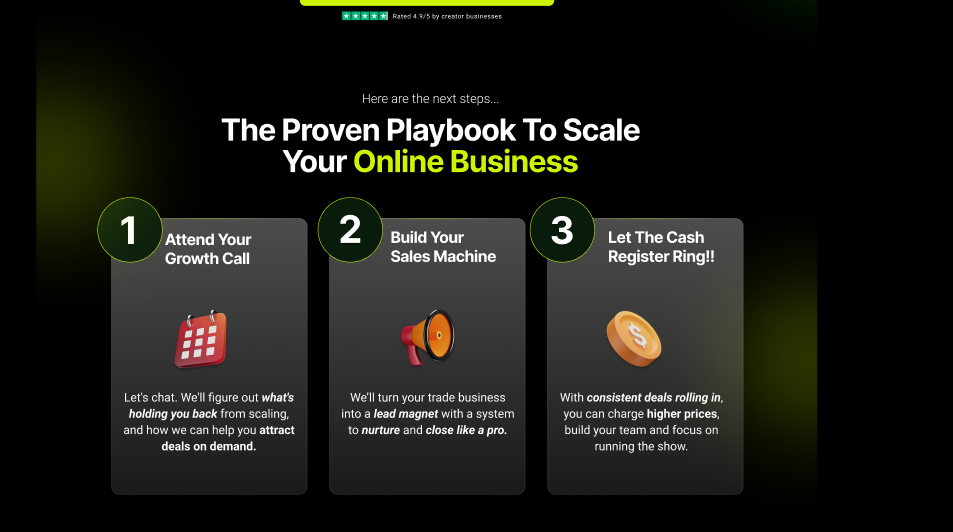 Rated 4.9/5 by creator businesses
Here are the next steps...
The Proven Playbook To Scale
Your Online Business
1
Attend Your
Growth Call
Let's chat. We'll figure out what's
holding you back from scaling,
and how we can help you attract
deals on demand.
2
Build Your
Sales Machine
We'll turn your trade business
into a lead magnet with a system
to nurture and close like a pro.
3
Let The Cash
Register Ring!!
$
With consistent deals rolling in,
you can charge higher prices,
build your team and focus on
running the show.